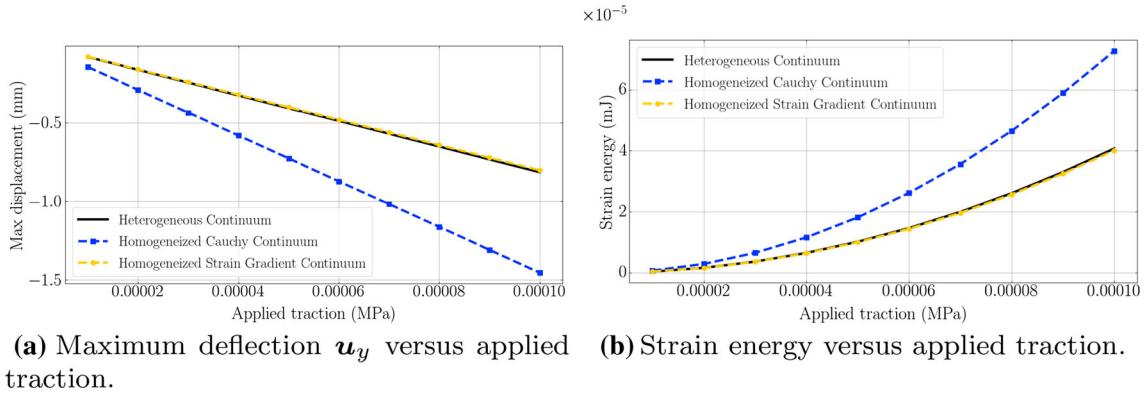 −0.5
−1.0
−1.5
Max displacement (mm)
Heterogeneous Continuum
Homogeneized Cauchy Continuum
Homogeneized Strain Gradient Continuum
0.00002 0.00004 0.00006 0.00008 0.00010
Applied traction (MPa)
(a) Maximum deflection u_y versus applied
traction.
×10−5
6
4
2
0
Strain energy (mJ)
Heterogeneous Continuum
Homogeneized Cauchy Continuum
Homogeneized Strain Gradient Continuum
0.00002 0.00004 0.00006 0.00008 0.00010
Applied traction (MPa)
(b) Strain energy versus applied traction.